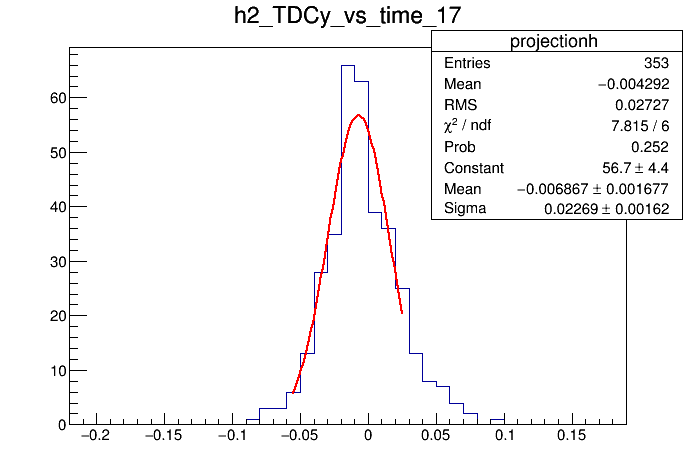 h2_TDCy_vs_time_17
projectionh
Entries 353
Mean −0.004292
RMS 0.02727
χ² / ndf 7.815 / 6
Prob 0.252
Constant 56.7 ± 4.4
Mean −0.006867 ± 0.001677
Sigma 0.02269 ± 0.00162
60
50
40
30
20
10
0
−0.2 −0.15 −0.1 −0.05 0 0.05 0.1 0.15